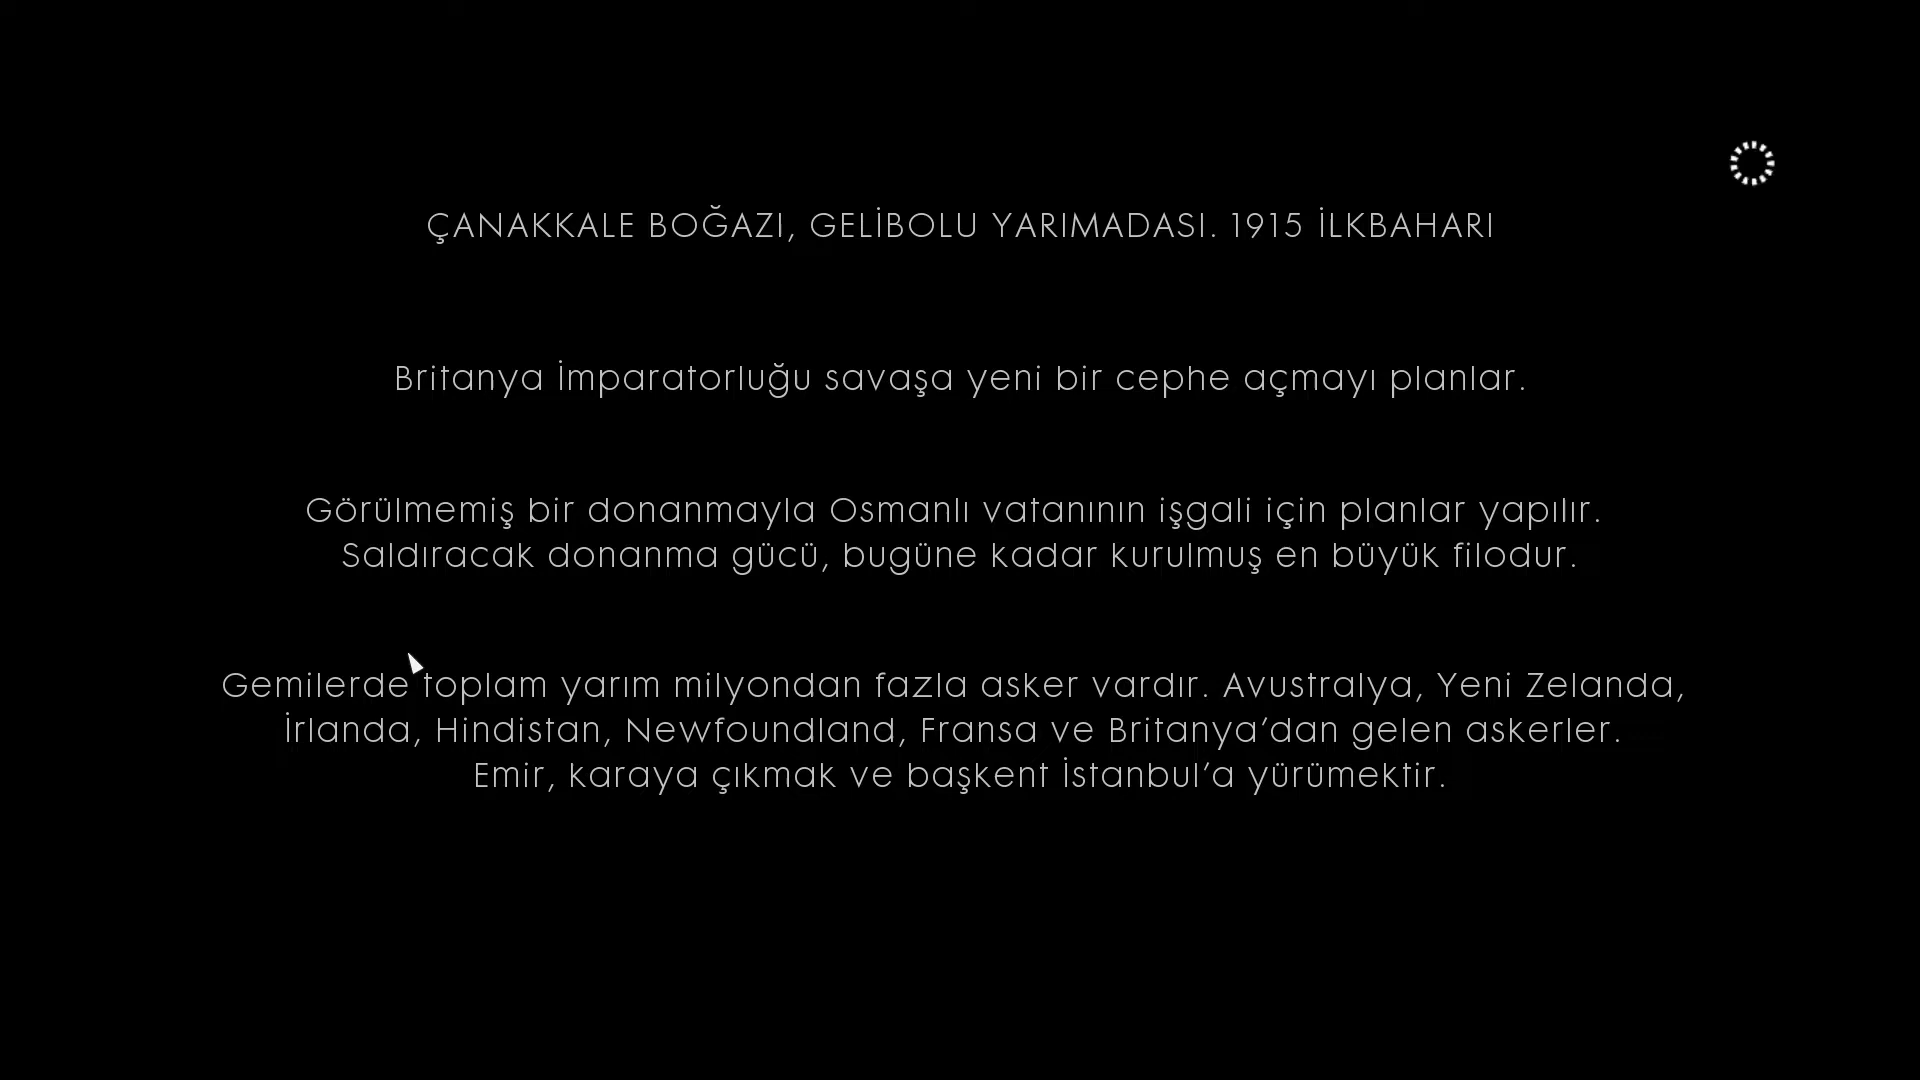 ÇANAKKALE BOĞAZI, GELİBOLU YARIMADASI. 1915 İLKBAHARI
Britanya İmparatorluğu savaşa yeni bir cephe açmayı planlar.
Görülmemiş bir donanmayla Osmanlı vatanının işgali için planlar yapılır.
Saldıracak donanma gücü, bugüne kadar kurulmuş en büyük filodur.
Gemilerde toplam yarım milyondan fazla asker vardır. Avustralya, Yeni Zelanda,
İrlanda, Hindistan, Newfoundland, Fransa ve Britanya’dan gelen askerler.
Emir, karaya çıkmak ve başkent İstanbul’a yürümektir.